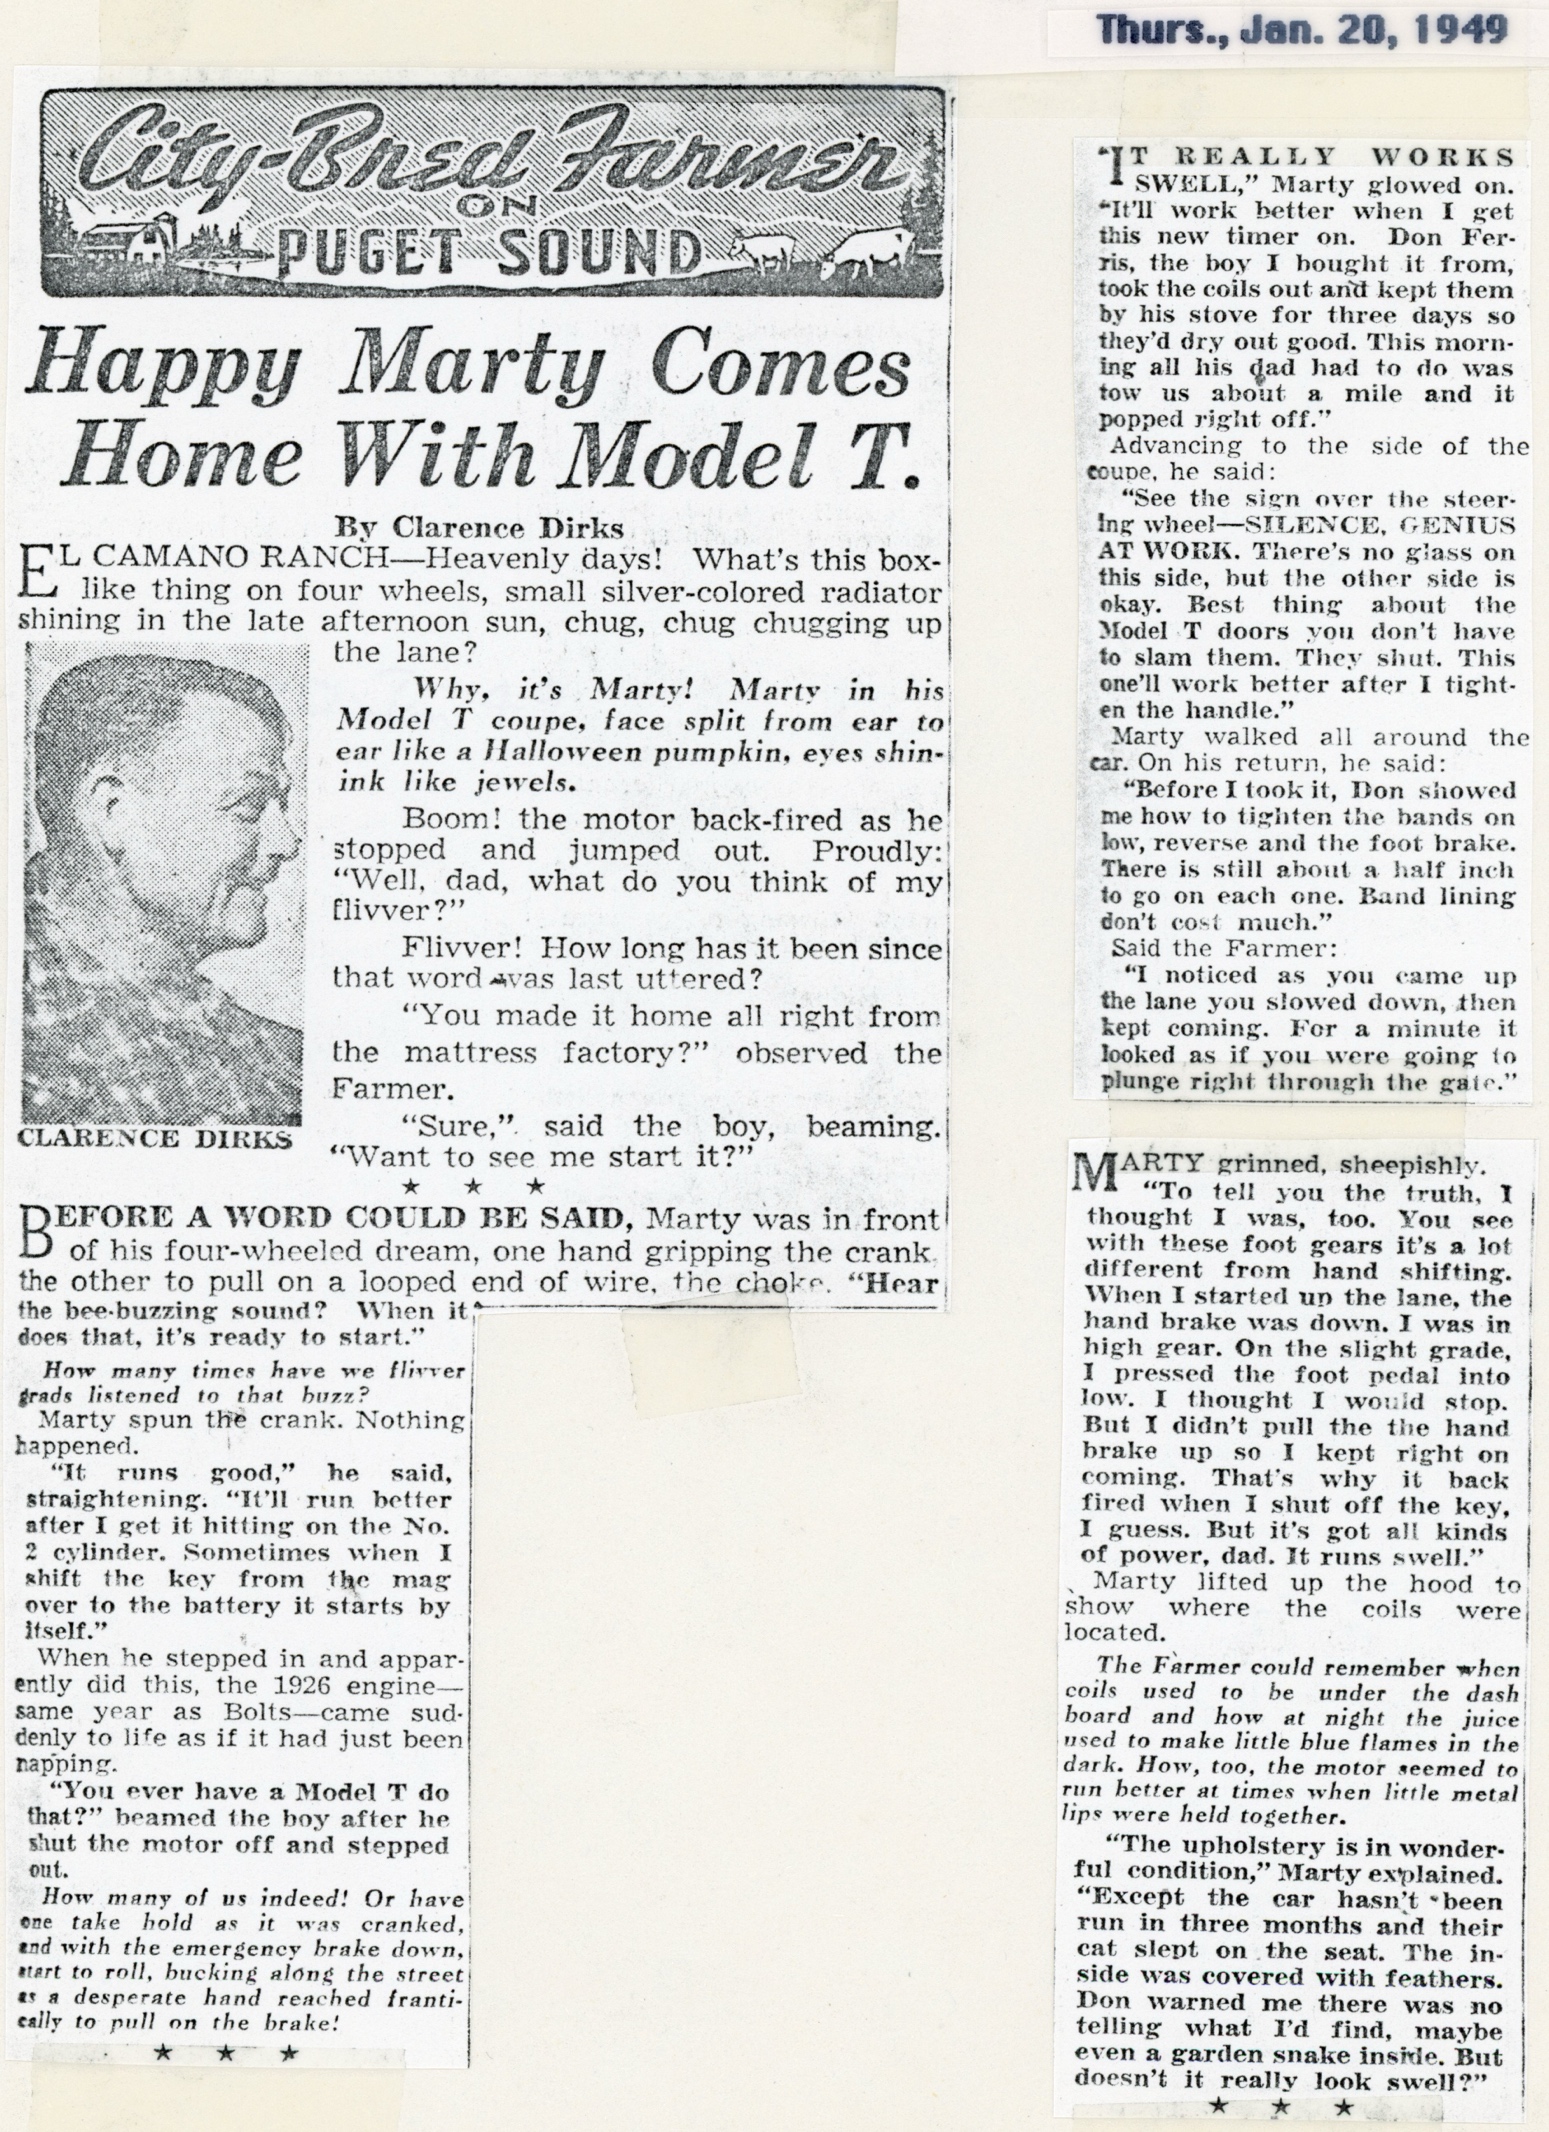 Thurs., Jan. 20, 1949
City-Bred Farmer
ON
PUGET SOUND
Happy Marty Comes
Home With Model T.
By Clarence Dirks
EL CAMANO RANCH—Heavenly days! What's this box-
like thing on four wheels, small silver-colored radiator
shining in the late afternoon sun, chug, chug chugging up
the lane?
Why, it's Marty! Marty in his
Model T coupe, face split from ear to
ear like a Halloween pumpkin, eyes shin-
ink like jewels.
Boom! the motor back-fired as he
stopped and jumped out. Proudly:
"Well, dad, what do you think of my
flivver?"
Flivver! How long has it been since
that word was last uttered?
"You made it home all right from
the mattress factory?" observed the
Farmer.
"Sure," said the boy, beaming.
"Want to see me start it?"
CLARENCE DIRKS
★ ★ ★
BEFORE A WORD COULD BE SAID, Marty was in front
of his four-wheeled dream, one hand gripping the crank
the other to pull on a looped end of wire, the choke. "Hear
the bee-buzzing sound? When it
does that, it's ready to start."
How many times have we flivver
grads listened to that buzz?
Marty spun the crank. Nothing
happened.
"It runs good," he said,
straightening. "It'll run better
after I get it hitting on the No.
2 cylinder. Sometimes when I
shift the key from the mag
over to the battery it starts by
itself."
When he stepped in and appar-
ently did this, the 1926 engine—
same year as Bolts—came sud-
denly to life as if it had just been
napping.
"You ever have a Model T do
that?" beamed the boy after he
shut the motor off and stepped
out.
How many of us indeed! Or have
one take hold as it was cranked,
and with the emergency brake down,
start to roll, bucking along the street
as a desperate hand reached franti-
cally to pull on the brake!
★ ★ ★
"IT REALLY WORKS
SWELL," Marty glowed on.
"It'll work better when I get
this new timer on. Don Fer-
ris, the boy I bought it from,
took the coils out and kept them
by his stove for three days so
they'd dry out good. This morn-
ing all his dad had to do was
tow us about a mile and it
popped right off."
Advancing to the side of the
coupe, he said:
"See the sign over the steer-
ing wheel—SILENCE, GENIUS
AT WORK. There's no glass on
this side, but the other side is
okay. Best thing about the
Model T doors you don't have
to slam them. They shut. This
one'll work better after I tight-
en the handle."
Marty walked all around the
car. On his return, he said:
"Before I took it, Don showed
me how to tighten the bands on
low, reverse and the foot brake.
There is still about a half inch
to go on each one. Band lining
don't cost much."
Said the Farmer:
"I noticed as you came up
the lane you slowed down, then
kept coming. For a minute it
looked as if you were going to
plunge right through the gate."
MARTY grinned, sheepishly.
"To tell you the truth, I
thought I was, too. You see
with these foot gears it's a lot
different from hand shifting.
When I started up the lane, the
hand brake was down. I was in
high gear. On the slight grade,
I pressed the foot pedal into
low. I thought I would stop.
But I didn't pull the the hand
brake up so I kept right on
coming. That's why it back
fired when I shut off the key,
I guess. But it's got all kinds
of power, dad. It runs swell."
Marty lifted up the hood to
show where the coils were
located.
The Farmer could remember when
coils used to be under the dash
board and how at night the juice
used to make little blue flames in the
dark. How, too, the motor seemed to
run better at times when little metal
lips were held together.
"The upholstery is in wonder-
ful condition," Marty explained.
"Except the car hasn't been
run in three months and their
cat slept on the seat. The in-
side was covered with feathers.
Don warned me there was no
telling what I'd find, maybe
even a garden snake inside. But
doesn't it really look swell?"
★ ★ ★